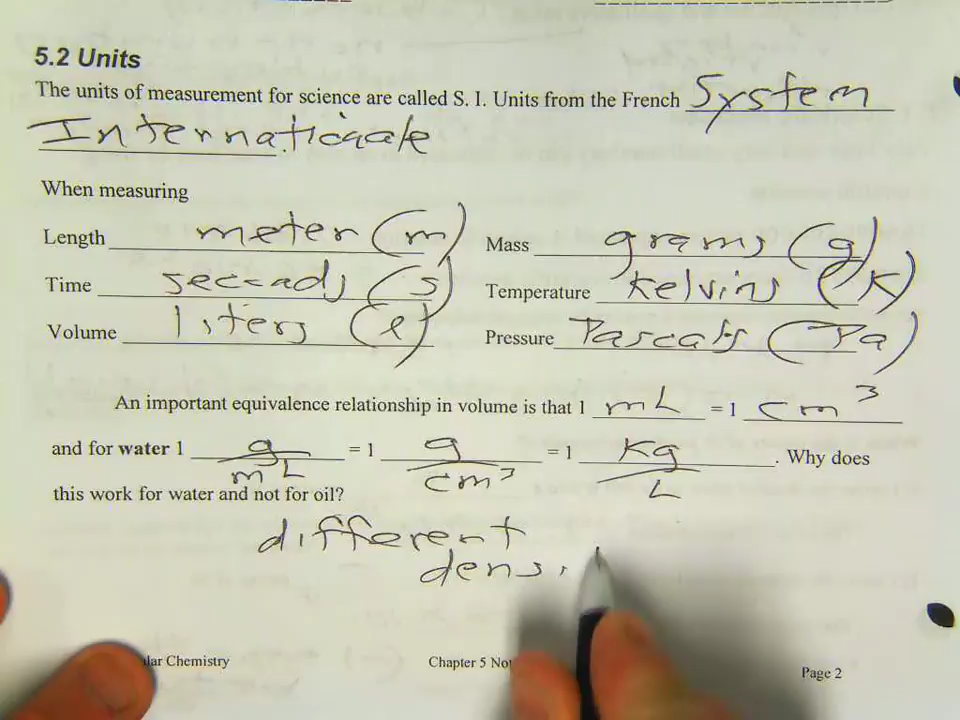 5.2 Units
The units of measurement for science are called S. I. Units from the French System
Internationale
When measuring
Length meter (m) Mass grams (g)
Time seconds (s) Temperature Kelvins (K)
Volume liters (l) Pressure Pascals (Pa)
An important equivalence relationship in volume is that 1 mL = 1 cm³
and for water 1 g/mL = 1 g/cm³ = 1 kg/L. Why does
this work for water and not for oil?
different
densi
lar Chemistry Chapter 5 No Page 2